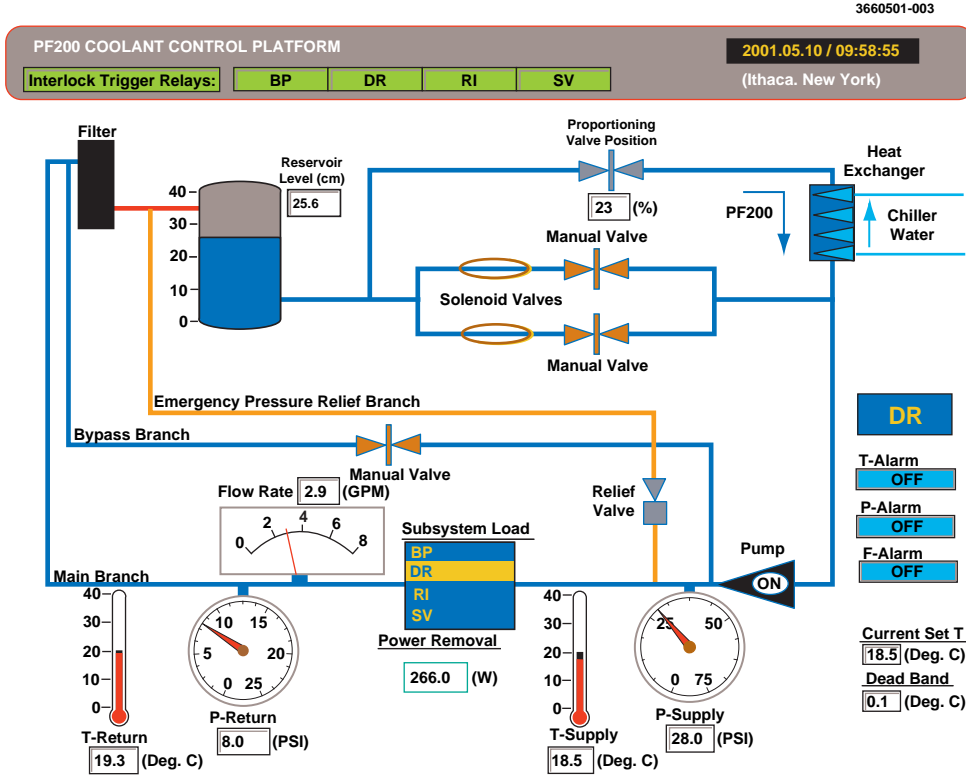 3660501-003
PF200 COOLANT CONTROL PLATFORM
2001.05.10 / 09:58:55
Interlock Trigger Relays:
BP
DR
RI
SV
(Ithaca. New York)
Filter
Proportioning
Valve Position
23 (%)
Heat
Exchanger
Reservoir
Level (cm)
25.6
40
30
20
10
0
PF200
Chiller
Water
Manual Valve
Solenoid Valves
Manual Valve
Emergency Pressure Relief Branch
Bypass Branch
Manual Valve
DR
T-Alarm
OFF
P-Alarm
OFF
F-Alarm
OFF
Flow Rate 2.9 (GPM)
0
2
4
6
8
Relief
Valve
Subsystem Load
BP
DR
RI
SV
Pump
ON
Main Branch
40
30
20
10
0
0
5
10
15
20
25
Power Removal
266.0 (W)
40
30
20
10
0
0
25
50
75
Current Set T
18.5 (Deg. C)
Dead Band
0.1 (Deg. C)
T-Return
19.3 (Deg. C)
P-Return
8.0 (PSI)
T-Supply
18.5 (Deg. C)
P-Supply
28.0 (PSI)